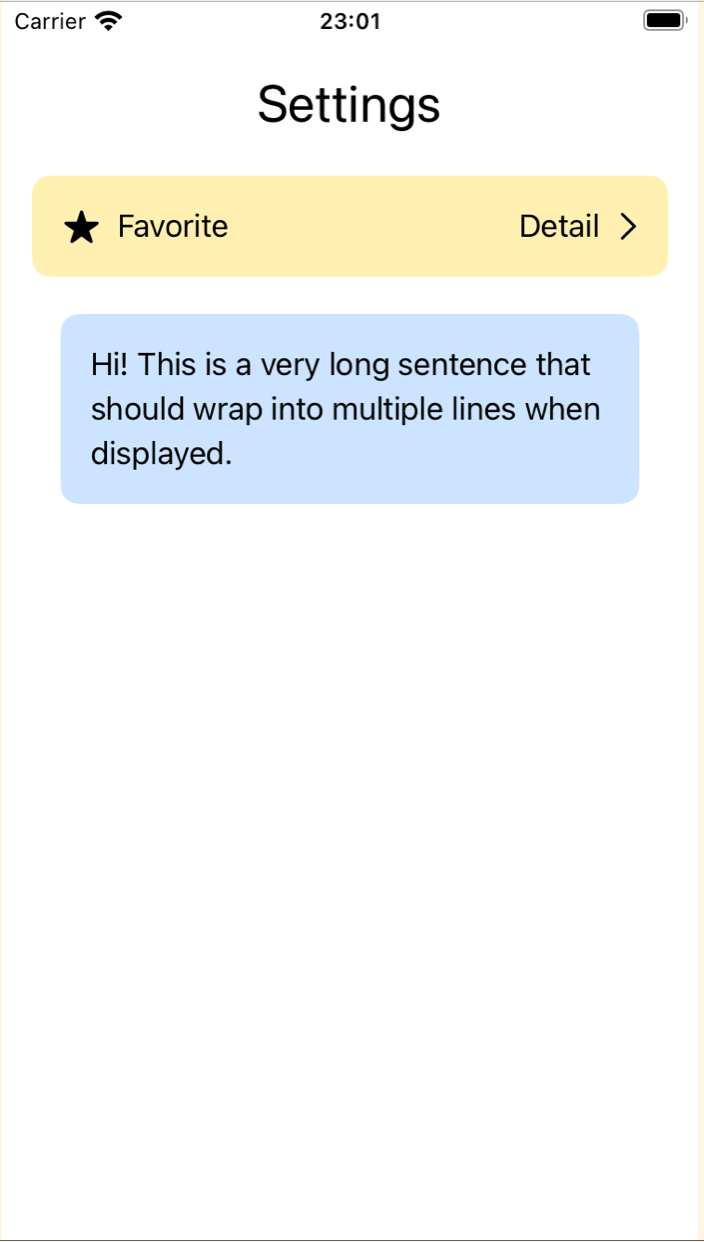 Carrier 23:01
Settings
Favorite Detail
Hi! This is a very long sentence that
should wrap into multiple lines when
displayed.